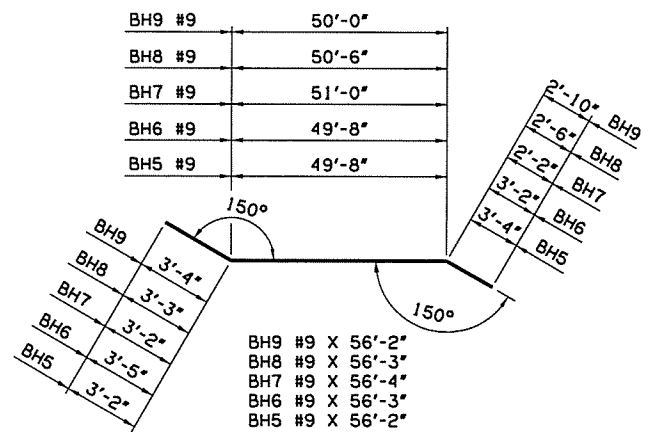 BH9 #9 50'-0"
BH8 #9 50'-6"
BH7 #9 51'-0"
BH6 #9 49'-8"
BH5 #9 49'-8"
2'-10" BH9
2'-6" BH8
2'-2" BH7
3'-2" BH6
3'-4" BH5
150°
BH9 3'-4"
BH8 3'-3"
BH7 3'-2"
BH6 3'-5"
BH5 3'-2"
150°
BH9 #9 X 56'-2"
BH8 #9 X 56'-3"
BH7 #9 X 56'-4"
BH6 #9 X 56'-3"
BH5 #9 X 56'-2"